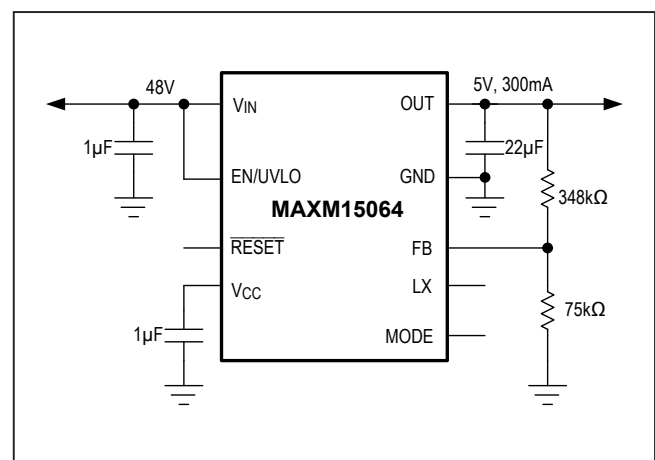 48V
5V, 300mA
VIN
OUT
1µF
22µF
EN/UVLO
GND
MAXM15064
348kΩ
RESET
FB
VCC
LX
1µF
75kΩ
MODE